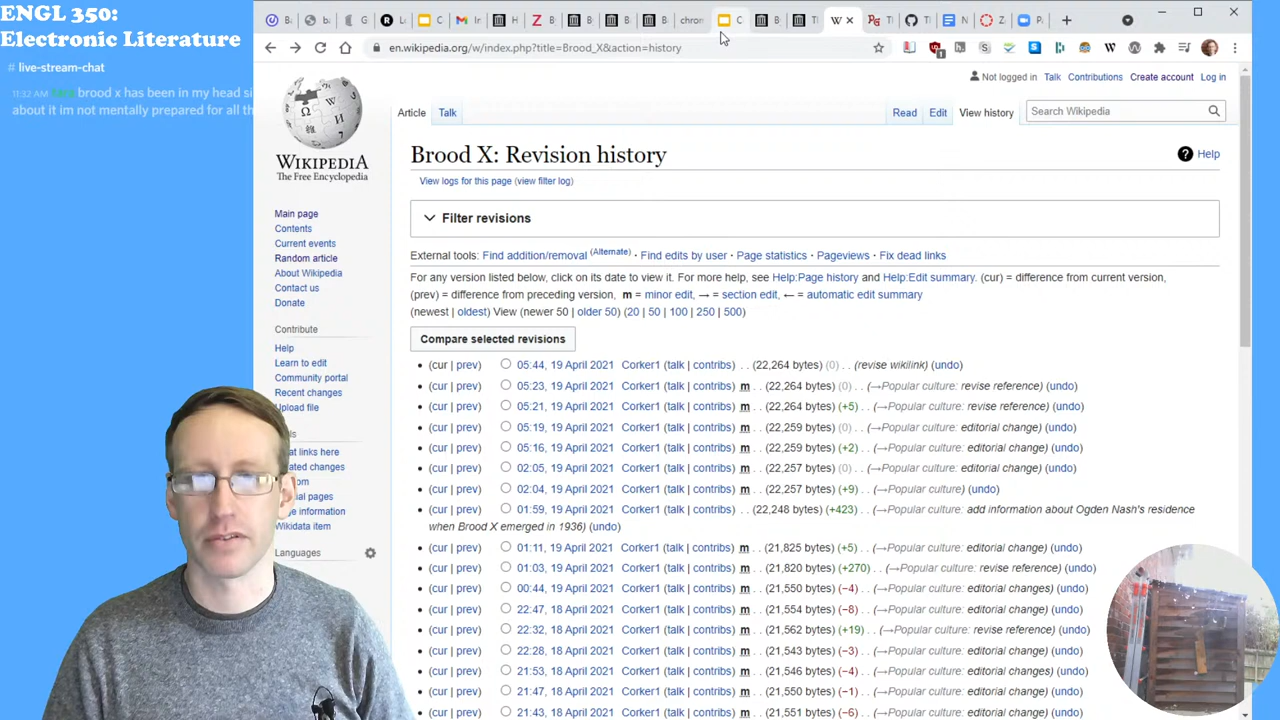 ENGL 350:
Electronic Literature
# live-stream-chat
11:32 AM brood x has been in my head si
about it im not mentally prepared for all th
en.wikipedia.org/w/index.php?title=Brood_X&action=history
WIKIPEDIA
The Free Encyclopedia
Main page
Contents
Current events
Random article
About Wikipedia
Contact us
Donate
Contribute
Help
Learn to edit
Community portal
Recent changes
Upload file
ls
at links here
ated changes
ial pages
ge information
Wikidata item
Languages
Not logged in Talk Contributions Create account Log in
Article Talk Read Edit View history Search Wikipedia
Brood X: Revision history
Help
View logs for this page (view filter log)
Filter revisions
External tools: Find addition/removal (Alternate) · Find edits by user · Page statistics · Pageviews · Fix dead links
For any version listed below, click on its date to view it. For more help, see Help:Page history and Help:Edit summary. (cur) = difference from current version,
(prev) = difference from preceding version, m = minor edit, → = section edit, ← = automatic edit summary
(newest | oldest) View (newer 50 | older 50) (20 | 50 | 100 | 250 | 500)
Compare selected revisions
• (cur | prev) 05:44, 19 April 2021 Corker1 (talk | contribs) . . (22,264 bytes) (0) . . (revise wikilink) (undo)
• (cur | prev) 05:23, 19 April 2021 Corker1 (talk | contribs) m . . (22,264 bytes) (0) . . (→Popular culture: revise reference) (undo)
• (cur | prev) 05:21, 19 April 2021 Corker1 (talk | contribs) m . . (22,264 bytes) (+5) . . (→Popular culture: revise reference) (undo)
• (cur | prev) 05:19, 19 April 2021 Corker1 (talk | contribs) m . . (22,259 bytes) (0) . . (→Popular culture: editorial change) (undo)
• (cur | prev) 05:16, 19 April 2021 Corker1 (talk | contribs) m . . (22,259 bytes) (+2) . . (→Popular culture: editorial change) (undo)
• (cur | prev) 02:05, 19 April 2021 Corker1 (talk | contribs) m . . (22,257 bytes) (0) . . (→Popular culture: editorial change) (undo)
• (cur | prev) 02:04, 19 April 2021 Corker1 (talk | contribs) m . . (22,257 bytes) (+9) . . (→Popular culture) (undo)
• (cur | prev) 01:59, 19 April 2021 Corker1 (talk | contribs) . . (22,248 bytes) (+423) . . (→Popular culture: add information about Ogden Nash's residence
when Brood X emerged in 1936) (undo)
• (cur | prev) 01:11, 19 April 2021 Corker1 (talk | contribs) m . . (21,825 bytes) (+5) . . (→Popular culture: editorial change) (undo)
• (cur | prev) 01:03, 19 April 2021 Corker1 (talk | contribs) m . . (21,820 bytes) (+270) . . (→Popular culture: revise reference) (undo)
• (cur | prev) 00:44, 19 April 2021 Corker1 (talk | contribs) m . . (21,550 bytes) (-4) . . (→Popular culture: editorial changes) (undo)
• (cur | prev) 22:47, 18 April 2021 Corker1 (talk | contribs) m . . (21,554 bytes) (-8) . . (→Popular culture: editorial change) (undo)
• (cur | prev) 22:32, 18 April 2021 Corker1 (talk | contribs) m . . (21,562 bytes) (+19) . . (→Popular culture: revise reference) (undo)
• (cur | prev) 22:28, 18 April 2021 Corker1 (talk | contribs) m . . (21,543 bytes) (-3) . . (→Popular culture: editorial change) (undo)
• (cur | prev) 21:53, 18 April 2021 Corker1 (talk | contribs) m . . (21,546 bytes) (-4) . . (→Popular culture: editorial changes) (undo)
• (cur | prev) 21:47, 18 April 2021 Corker1 (talk | contribs) m . . (21,550 bytes) (-1) . . (→Popular culture: editorial change) (undo)
• (cur | prev) 21:43, 18 April 2021 Corker1 (talk | contribs) m . . (21,551 bytes) (-6) . . (→Popular culture: editorial change) (undo)